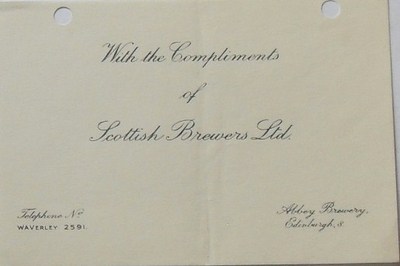 With the Compliments
of
Scottish Brewers Ltd.
Telephone No
WAVERLEY 2591.
Abbey Brewery,
Edinburgh, 8.